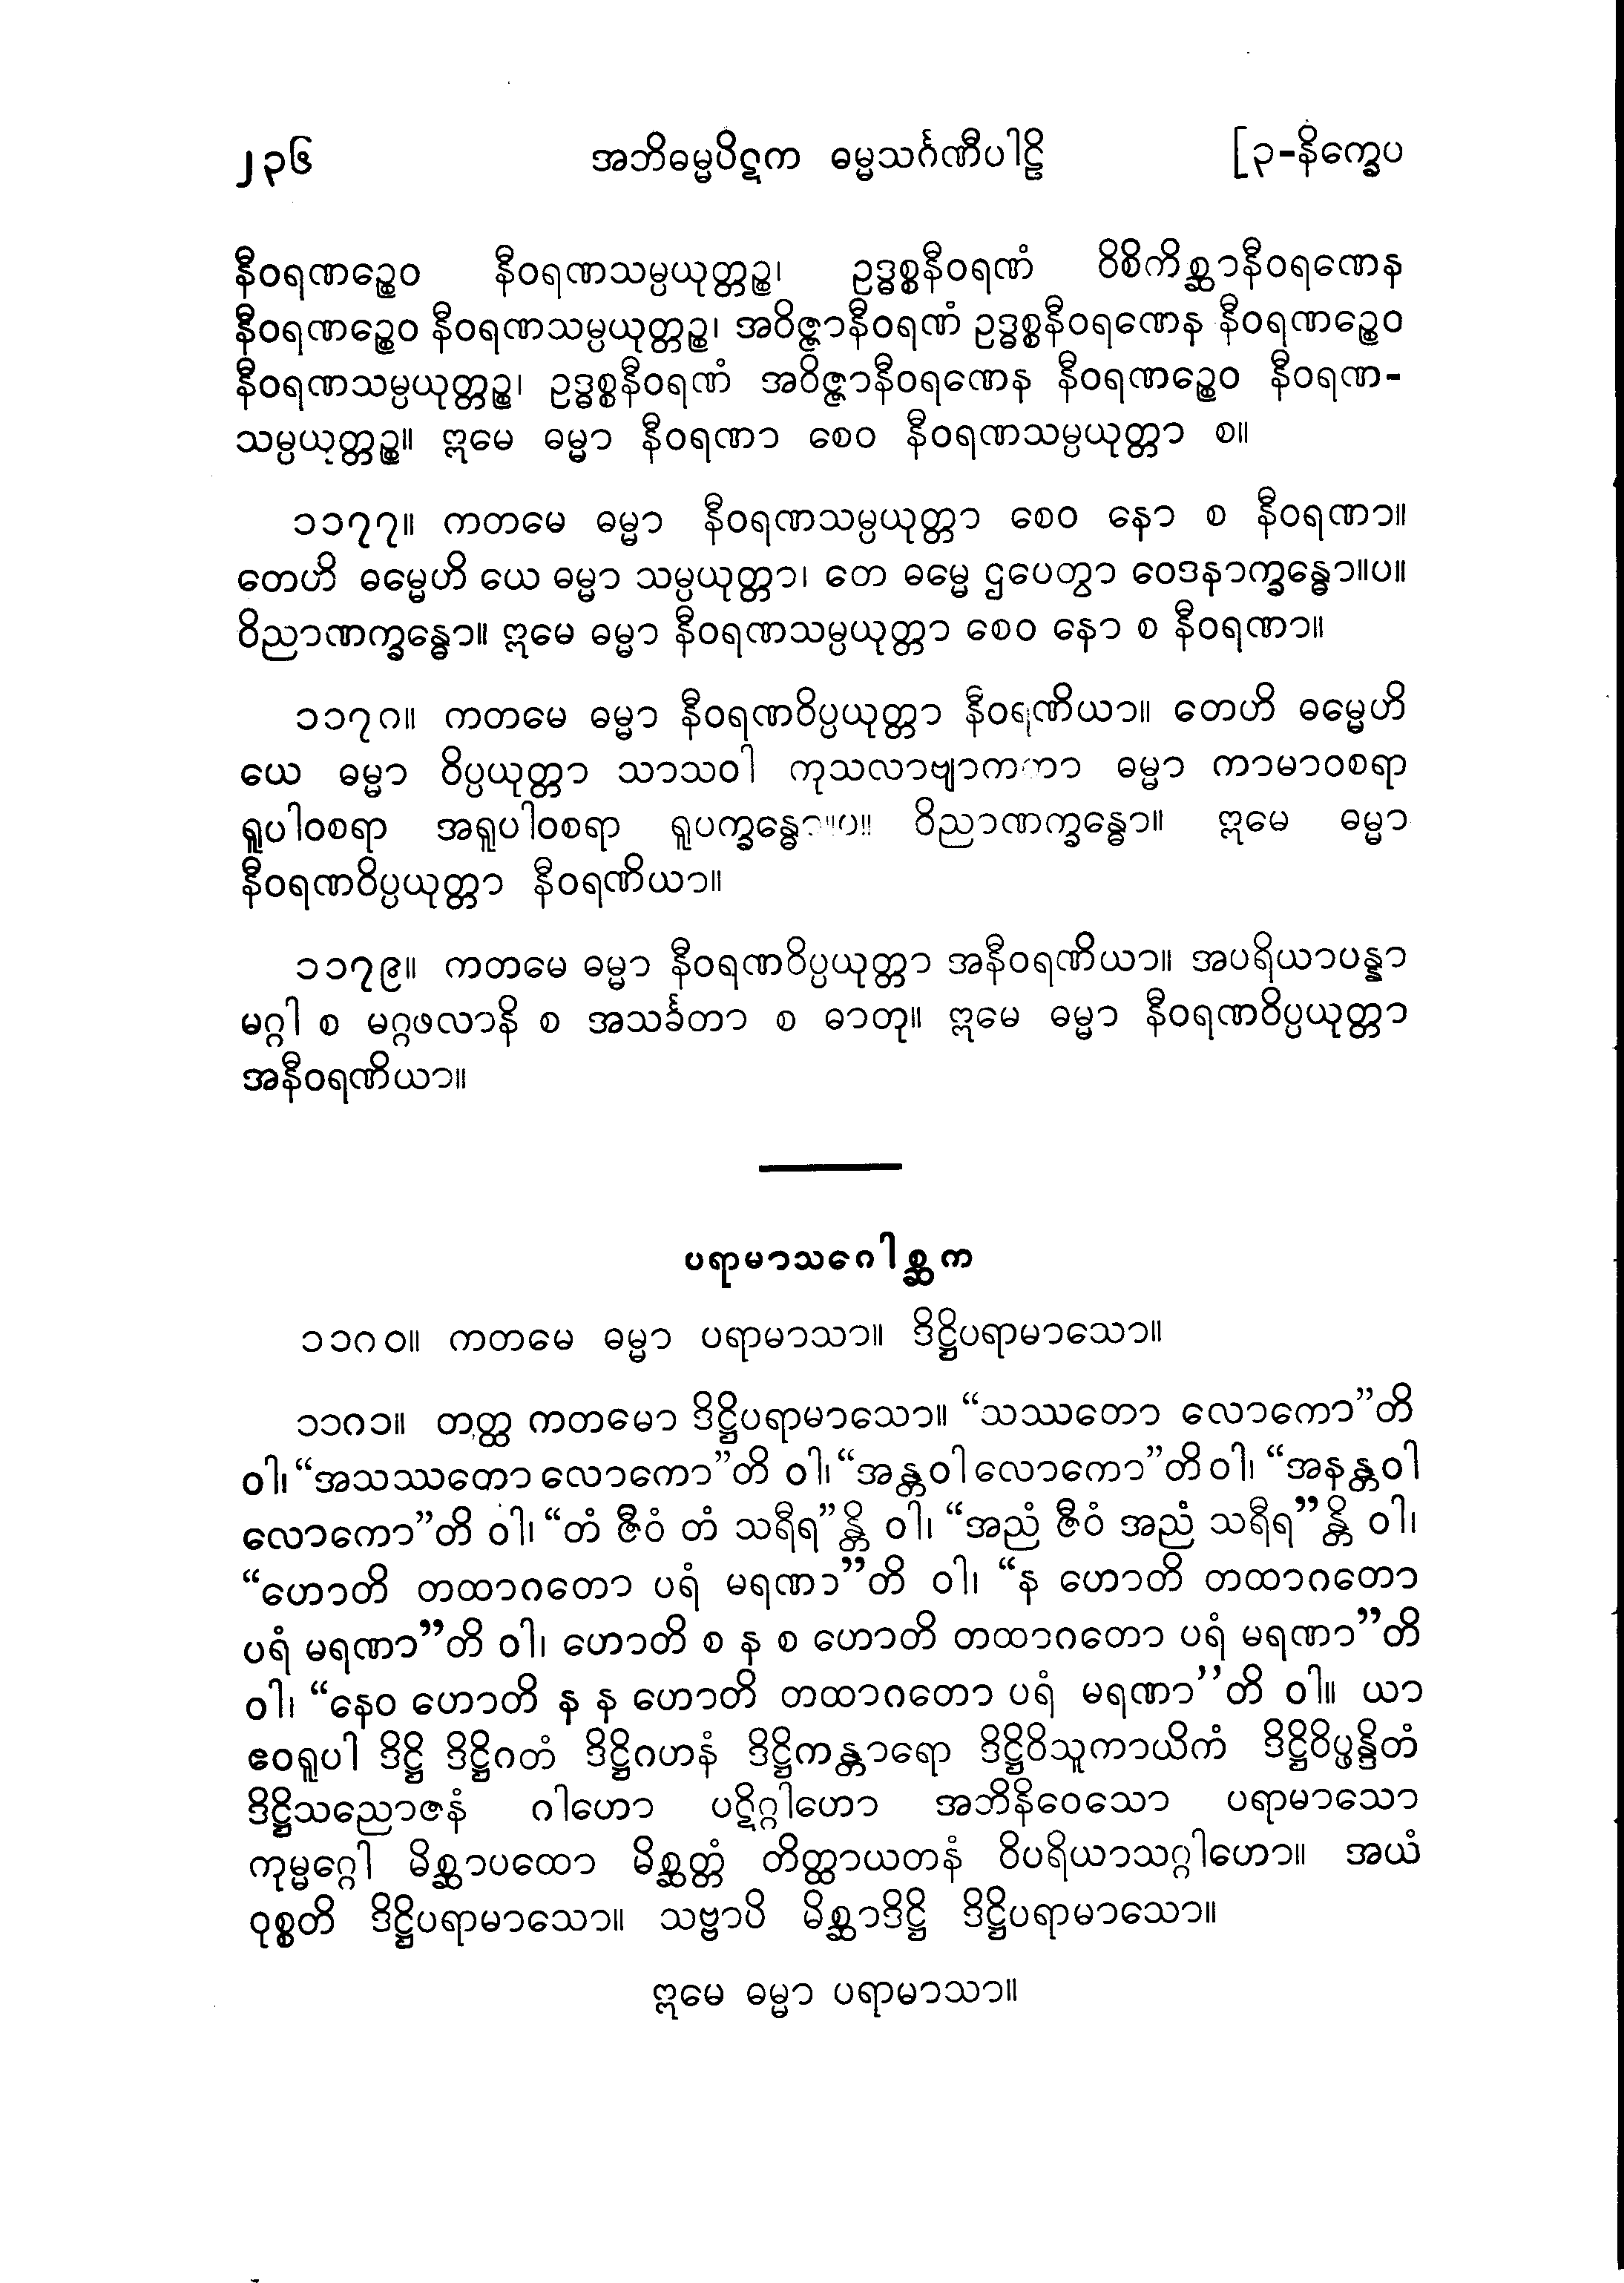 ၂၃၆ အဘိဓမ္မပိဋက ဓမ္မသင်္ဂဏီပါဠိ [၃-နိက္ခေပ
နီဝရဏဉ္စေဝ နီဝရဏသမ္ပယုတ္တဉ္စ၊ ဥဒ္ဓစ္စနီဝရဏံ ဝိစိကိစ္ဆာနီဝရဏေန
နီဝရဏဉ္စေဝ နီဝရဏသမ္ပယုတ္တဉ္စ၊ အဝိဇ္ဇာနီဝရဏံ ဥဒ္ဓစ္စနီဝရဏေန နီဝရဏဉ္စေဝ
နီဝရဏသမ္ပယုတ္တဉ္စ၊ ဥဒ္ဓစ္စနီဝရဏံ အဝိဇ္ဇာနီဝရဏေန နီဝရဏဉ္စေဝ နီဝရဏ-
သမ္ပယုတ္တဉ္စ။ ဣမေ ဓမ္မာ နီဝရဏာ စေဝ နီဝရဏသမ္ပယုတ္တာ စ။
၁၁၇၇။ ကတမေ ဓမ္မာ နီဝရဏသမ္ပယုတ္တာ စေဝ နော စ နီဝရဏာ။
တေဟိ ဓမ္မေဟိ ယေ ဓမ္မာ သမ္ပယုတ္တာ၊ တေ ဓမ္မေ ဌပေတွာ ဝေဒနာက္ခန္ဓော။ပ။
ဝိညာဏက္ခန္ဓော။ ဣမေ ဓမ္မာ နီဝရဏသမ္ပယုတ္တာ စေဝ နော စ နီဝရဏာ။
၁၁၇၈။ ကတမေ ဓမ္မာ နီဝရဏဝိပ္ပယုတ္တာ နီဝရဏိယာ။ တေဟိ ဓမ္မေဟိ
ယေ ဓမ္မာ ဝိပ္ပယုတ္တာ သာသဝါ ကုသလာဗျာကတာ ဓမ္မာ ကာမာဝစရာ
ရူပါဝစရာ အရူပါဝစရာ ရူပက္ခန္ဓော။ပ။ ဝိညာဏက္ခန္ဓော။ ဣမေ ဓမ္မာ
နီဝရဏဝိပ္ပယုတ္တာ နီဝရဏိယာ။
၁၁၇၉။ ကတမေ ဓမ္မာ နီဝရဏဝိပ္ပယုတ္တာ အနီဝရဏိယာ။ အပရိယာပန္နာ
မဂ္ဂါ စ မဂ္ဂဖလာနိ စ အသင်္ခတာ စ ဓာတု။ ဣမေ ဓမ္မာ နီဝရဏဝိပ္ပယုတ္တာ
အနီဝရဏိယာ။
ပရာမာသဂေါစ္ဆက
၁၁၈၀။ ကတမေ ဓမ္မာ ပရာမာသာ။ ဒိဋ္ဌိပရာမာသော။
၁၁၈၁။ တတ္ထ ကတမော ဒိဋ္ဌိပရာမာသော။ “သဿတော လောကော”တိ
ဝါ၊ “အသဿတော လောကော”တိ ဝါ၊ “အန္တဝါ လောကော”တိ ဝါ၊ “အနန္တဝါ
လောကော”တိ ဝါ၊ “တံ ဇီဝံ တံ သရီရ”န္တိ ဝါ၊ “အညံ ဇီဝံ အညံ သရီရ”န္တိ ဝါ၊
“ဟောတိ တထာဂတော ပရံ မရဏာ”တိ ဝါ၊ “န ဟောတိ တထာဂတော
ပရံ မရဏာ”တိ ဝါ၊ ဟောတိ စ န စ ဟောတိ တထာဂတော ပရံ မရဏာ”တိ
ဝါ၊ “နေဝ ဟောတိ န န ဟောတိ တထာဂတော ပရံ မရဏာ’’တိ ဝါ။ ယာ
ဧဝရူပါ ဒိဋ္ဌိ ဒိဋ္ဌိဂတံ ဒိဋ္ဌိဂဟနံ ဒိဋ္ဌိကန္တာရော ဒိဋ္ဌိဝိသူကာယိကံ ဒိဋ္ဌိဝိပ္ဖန္ဒိတံ
ဒိဋ္ဌိသညောဇနံ ဂါဟော ပဋိဂ္ဂါဟော အဘိနိဝေသော ပရာမာသော
ကုမ္မဂ္ဂေါ မိစ္ဆာပထော မိစ္ဆတ္တံ တိတ္ထာယတနံ ဝိပရိယာသဂ္ဂါဟော။ အယံ
ဝုစ္စတိ ဒိဋ္ဌိပရာမာသော။ သဗ္ဗာပိ မိစ္ဆာဒိဋ္ဌိ ဒိဋ္ဌိပရာမာသော။
ဣမေ ဓမ္မာ ပရာမာသာ။